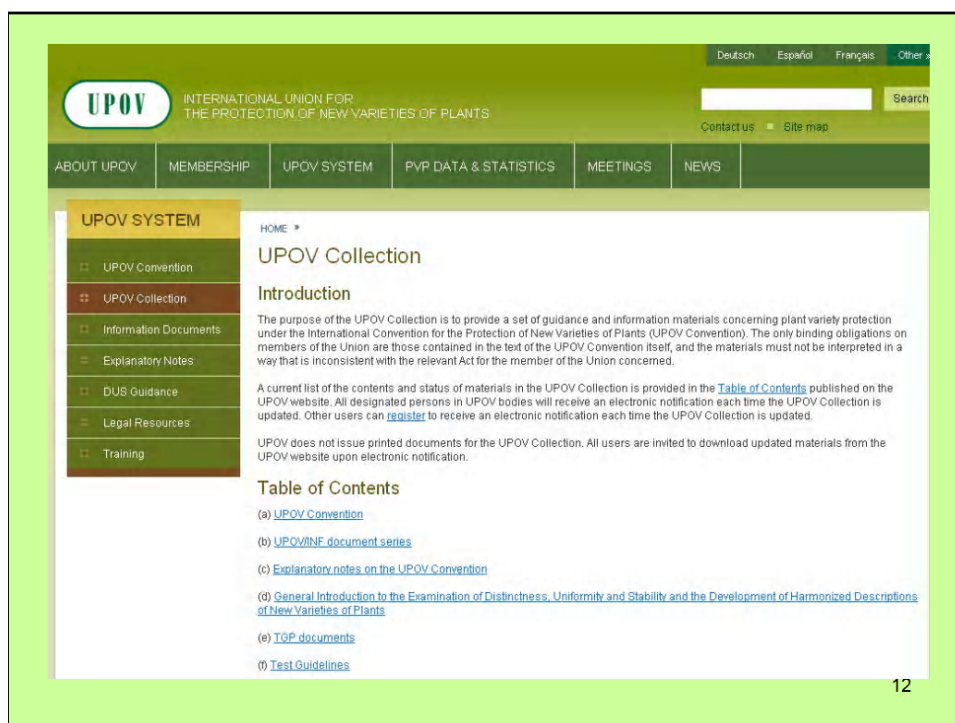 Deutsch Español Français Other »
UPOV
INTERNATIONAL UNION FOR
THE PROTECTION OF NEW VARIETIES OF PLANTS
Search
Contact us Site map
ABOUT UPOV MEMBERSHIP UPOV SYSTEM PVP DATA & STATISTICS MEETINGS NEWS
UPOV SYSTEM
UPOV Convention
UPOV Collection
Information Documents
Explanatory Notes
DUS Guidance
Legal Resources
Training
HOME »
UPOV Collection
Introduction
The purpose of the UPOV Collection is to provide a set of guidance and information materials concerning plant variety protection
under the International Convention for the Protection of New Varieties of Plants (UPOV Convention). The only binding obligations on
members of the Union are those contained in the text of the UPOV Convention itself, and the materials must not be interpreted in a
way that is inconsistent with the relevant Act for the member of the Union concerned.
A current list of the contents and status of materials in the UPOV Collection is provided in the Table of Contents published on the
UPOV website. All designated persons in UPOV bodies will receive an electronic notification each time the UPOV Collection is
updated. Other users can register to receive an electronic notification each time the UPOV Collection is updated.
UPOV does not issue printed documents for the UPOV Collection. All users are invited to download updated materials from the
UPOV website upon electronic notification.
Table of Contents
(a) UPOV Convention
(b) UPOV/INF document series
(c) Explanatory notes on the UPOV Convention
(d) General Introduction to the Examination of Distinctness, Uniformity and Stability and the Development of Harmonized Descriptions
of New Varieties of Plants
(e) TGP documents
(f) Test Guidelines
12